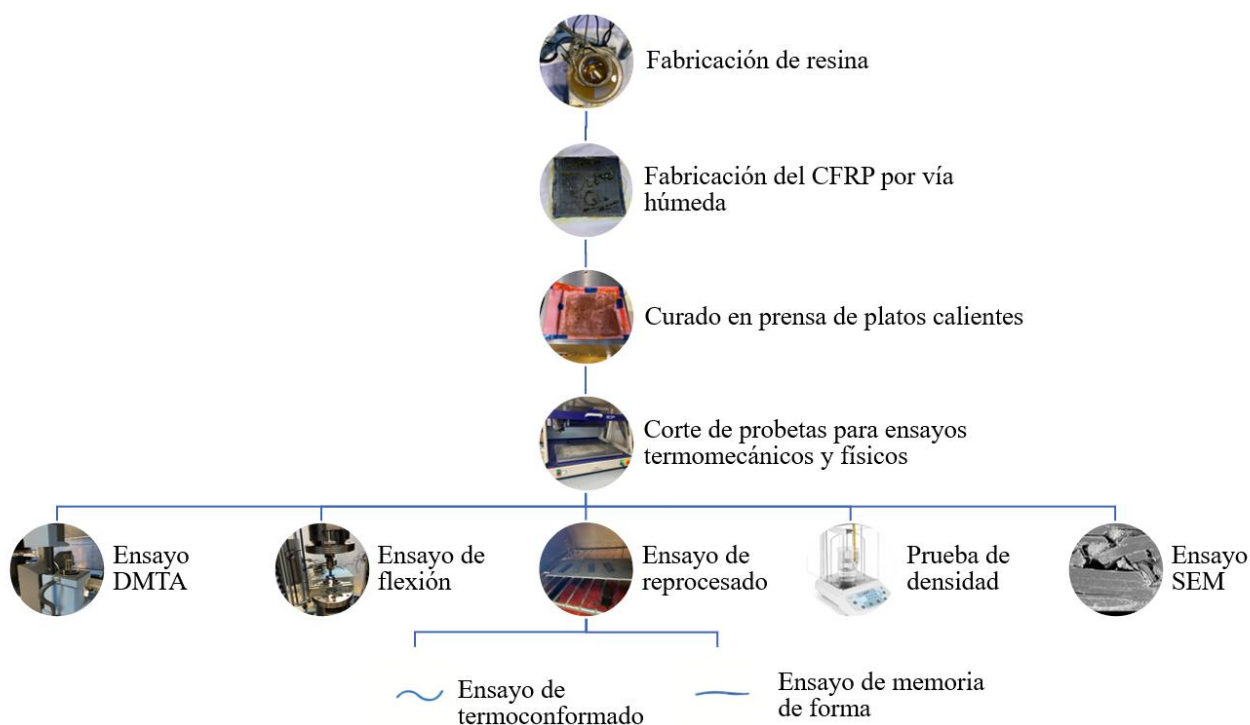 Fabricación de resina
Fabricación del CFRP por vía
húmeda
Curado en prensa de platos calientes
Corte de probetas para ensayos
termomecánicos y físicos
Ensayo
DMTA
Ensayo de
flexión
Ensayo de
reprocesado
Prueba de
densidad
Ensayo
SEM
Ensayo de
termoconformado
Ensayo de memoria
de forma